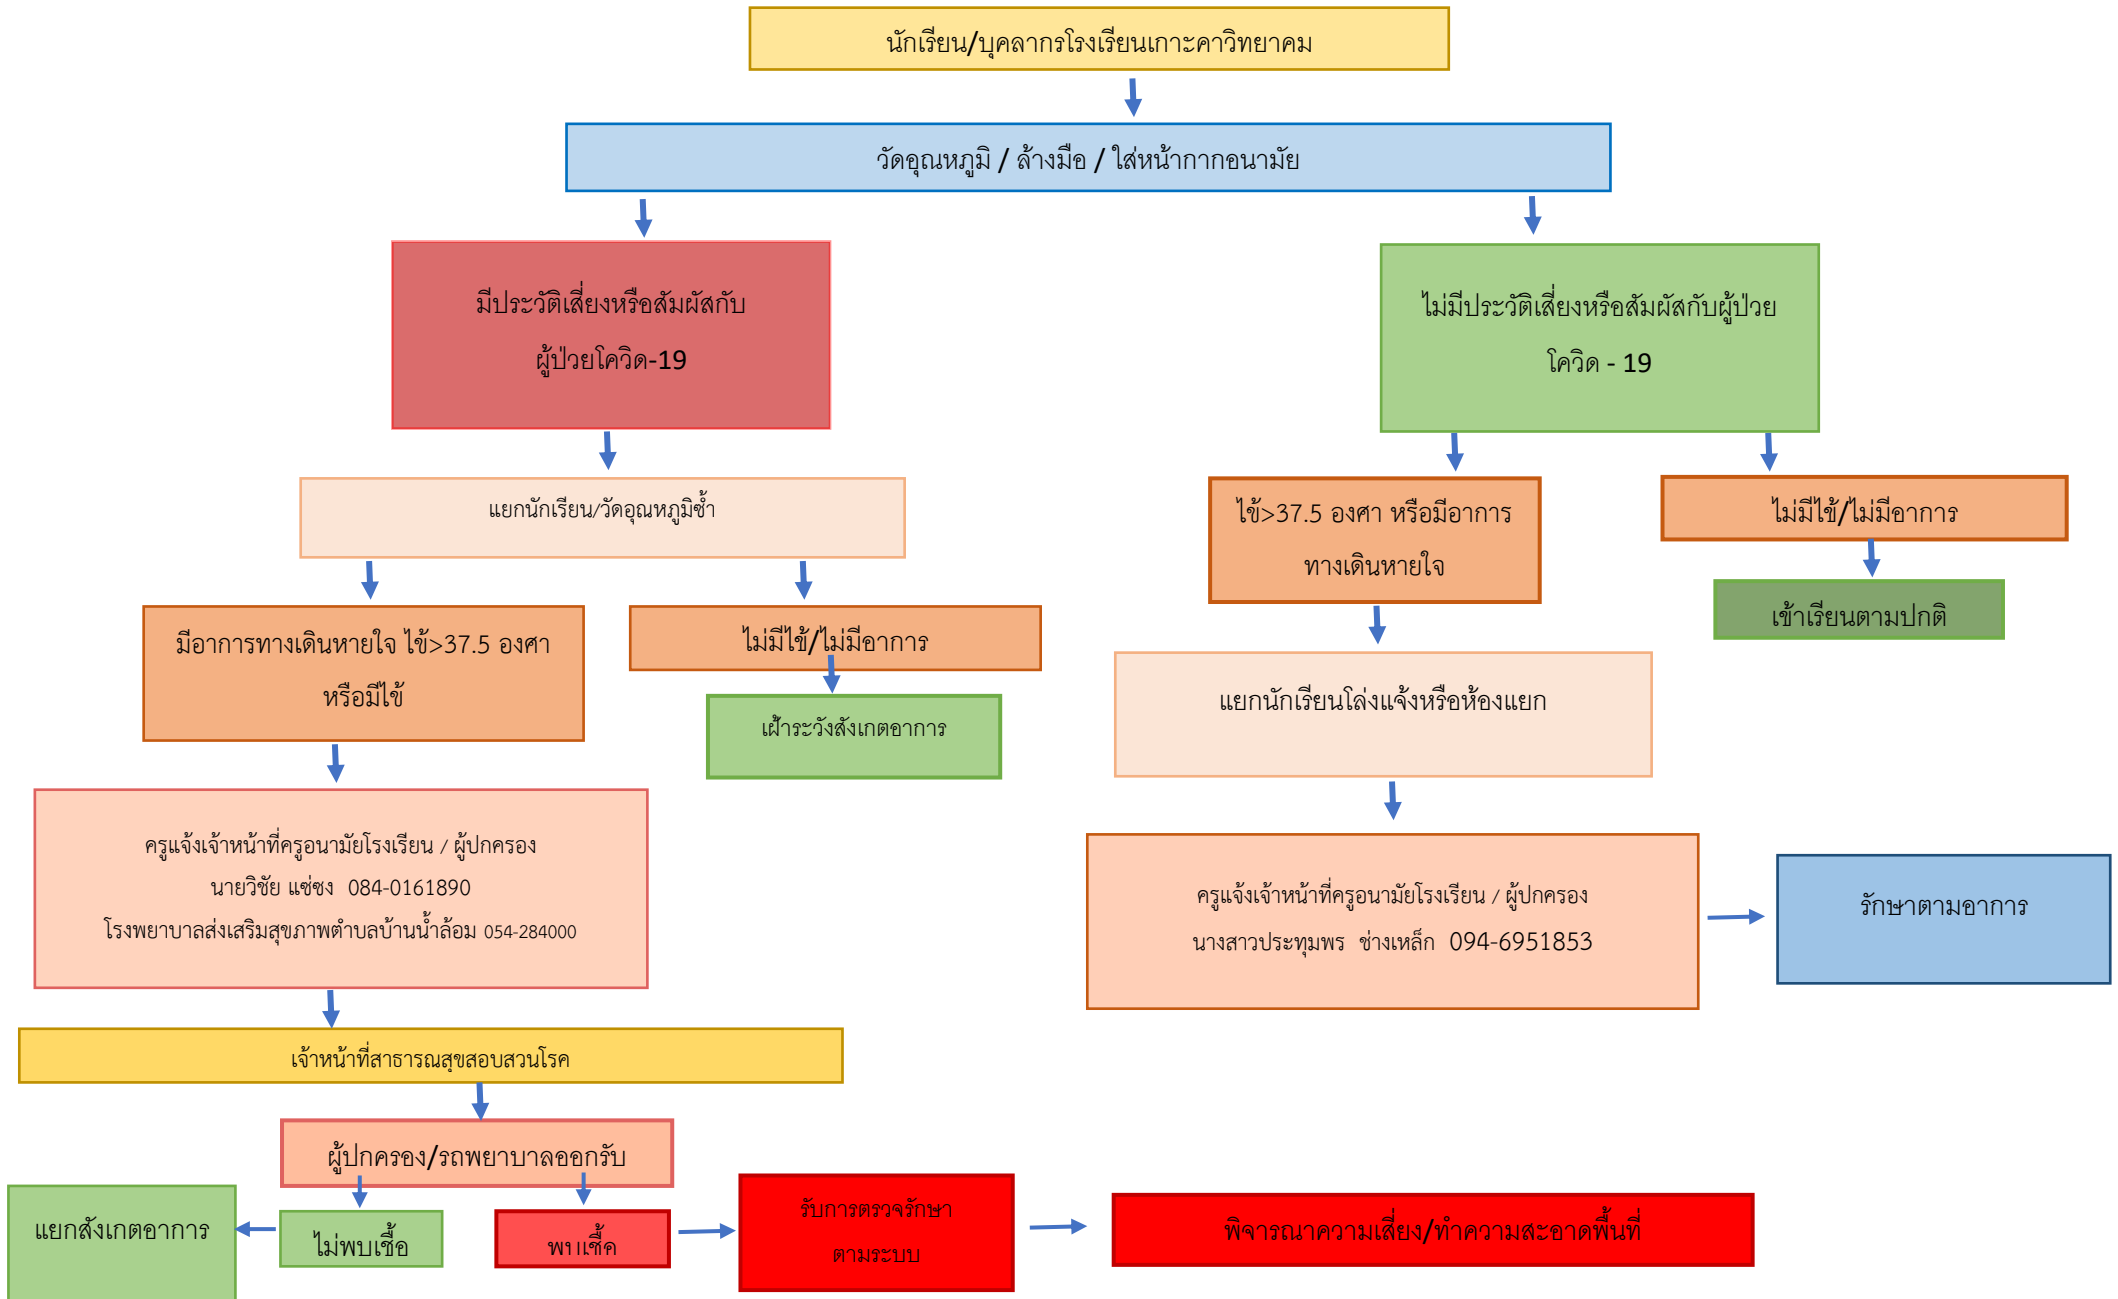 นักเรียน/บุคลากรโรงเรียนเกาะคาวิทยาคม
วัดอุณหภูมิ / ล้างมือ / ใส่หน้ากากอนามัย
มีประวัติเสี่ยงหรือสัมผัสกับ
ผู้ป่วยโควิด-19
ไม่มีประวัติเสี่ยงหรือสัมผัสกับผู้ป่วย
โควิด - 19
แยกนักเรียน/วัดอุณหภูมิซ้ำ
ไข้>37.5 องศา หรือมีอาการ
ทางเดินหายใจ
ไม่มีไข้/ไม่มีอาการ
เข้าเรียนตามปกติ
มีอาการทางเดินหายใจ ไข้>37.5 องศา
หรือมีไข้
ไม่มีไข้/ไม่มีอาการ
เฝ้าระวังสังเกตอาการ
แยกนักเรียนโล่งแจ้งหรือห้องแยก
ครูแจ้งเจ้าหน้าที่ครูอนามัยโรงเรียน / ผู้ปกครอง
นายวิชัย แซ่ซง 084-0161890
โรงพยาบาลส่งเสริมสุขภาพตำบลบ้านน้ำล้อม 054-284000
ครูแจ้งเจ้าหน้าที่ครูอนามัยโรงเรียน / ผู้ปกครอง
นางสาวประทุมพร ช่างเหล็ก 094-6951853
รักษาตามอาการ
เจ้าหน้าที่สาธารณสุขสอบสวนโรค
ผู้ปกครอง/รถพยาบาลออกรับ
แยกสังเกตอาการ
ไม่พบเชื้อ
พบเชื้อ
รับการตรวจรักษา
ตามระบบ
พิจารณาความเสี่ยง/ทำความสะอาดพื้นที่